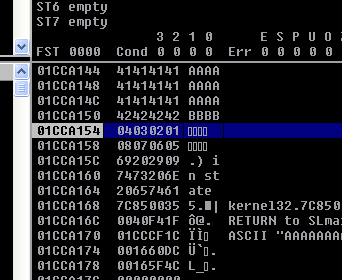 ST6 empty
ST7 empty
3 2 1 0 E S P U O Z
FST 0000 Cond 0 0 0 0 Err 0 0 0 0 0
01CCA144 41414141 AAAA
01CCA148 41414141 AAAA
01CCA14C 41414141 AAAA
01CCA150 42424242 BBBB
01CCA154 04030201 ▯▯▯▯
01CCA158 08070605 ▯▯▯▯
01CCA15C 69202909 .) i
01CCA160 7473206E n st
01CCA164 20657461 ate
01CCA168 7C850035 5.▮| kernel32.7C850
01CCA16C 0040F41F ô@. RETURN to SLma
01CCA170 01CCCF1C ÏÌ▯ ASCII "AAAAAAA
01CCA174 001660DC Ü`▯.
01CCA178 00165F4C L_▯.